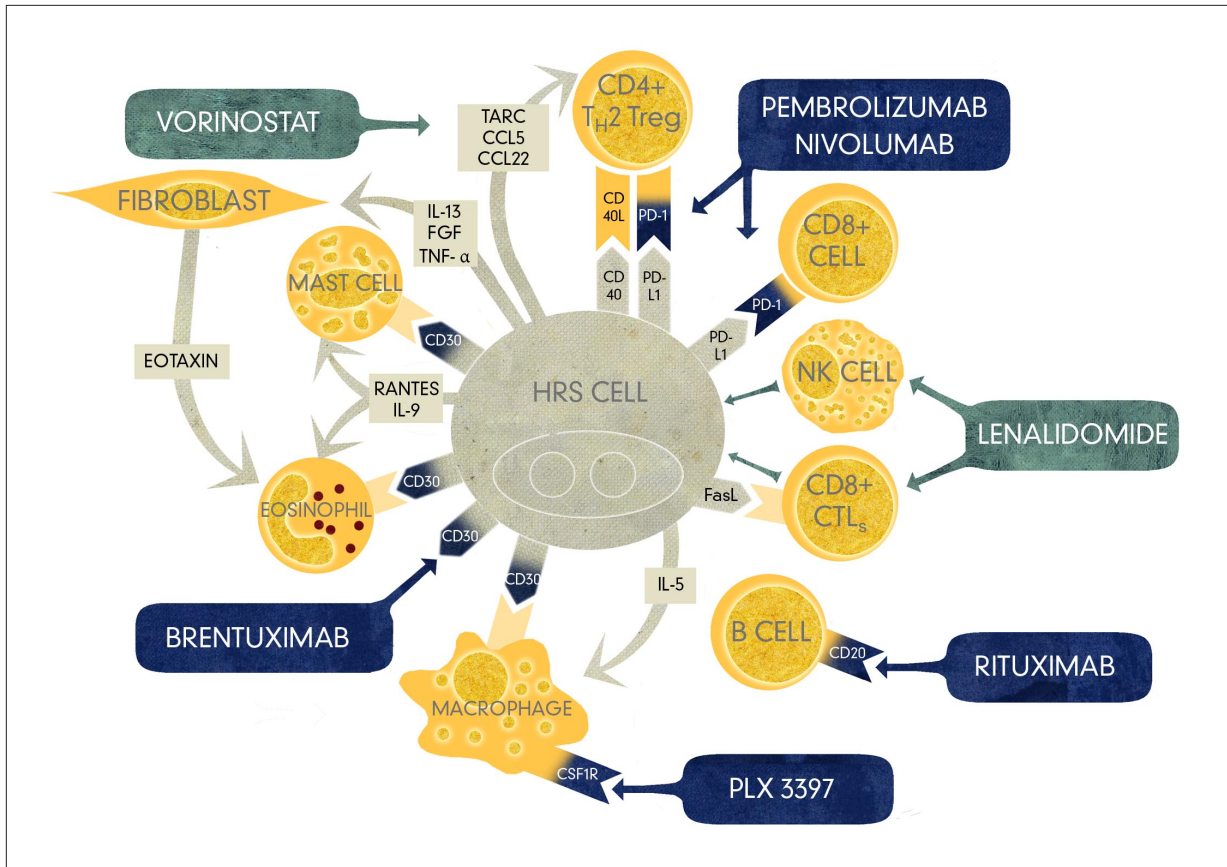 CD4+
T_H2 Treg
PEMBROLIZUMAB
NIVOLUMAB
VORINOSTAT
TARC
CCL5
CCL22
FIBROBLAST
IL-13
FGF
TNF- α
CD
40L
PD-1
CD8+
CELL
MAST CELL
CD
40
PD-
L1
PD-1
CD30
PD-
L1
EOTAXIN
RANTES
IL-9
HRS CELL
NK CELL
LENALIDOMIDE
CD30
FasL
CD8+
CTL_s
EOSINOPHIL
CD30
CD30
IL-5
BRENTUXIMAB
B CELL
CD20
RITUXIMAB
MACROPHAGE
CSF1R
PLX 3397